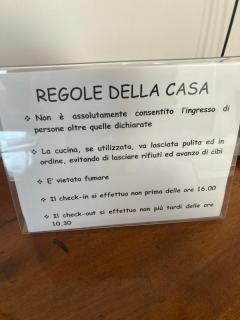 REGOLE DELLA CASA
❖ Non è assolutamente consentito l'ingresso di
persone oltre quelle dichiarate
❖ La cucina, se utilizzata, va lasciata pulita ed in
ordine, evitando di lasciare rifiuti ed avanzo di cibi
❖ E' vietato fumare
❖ Il check-in si effettua non prima delle ore 16.00
❖ Il check-out si effettua non più tardi delle ore
10.30